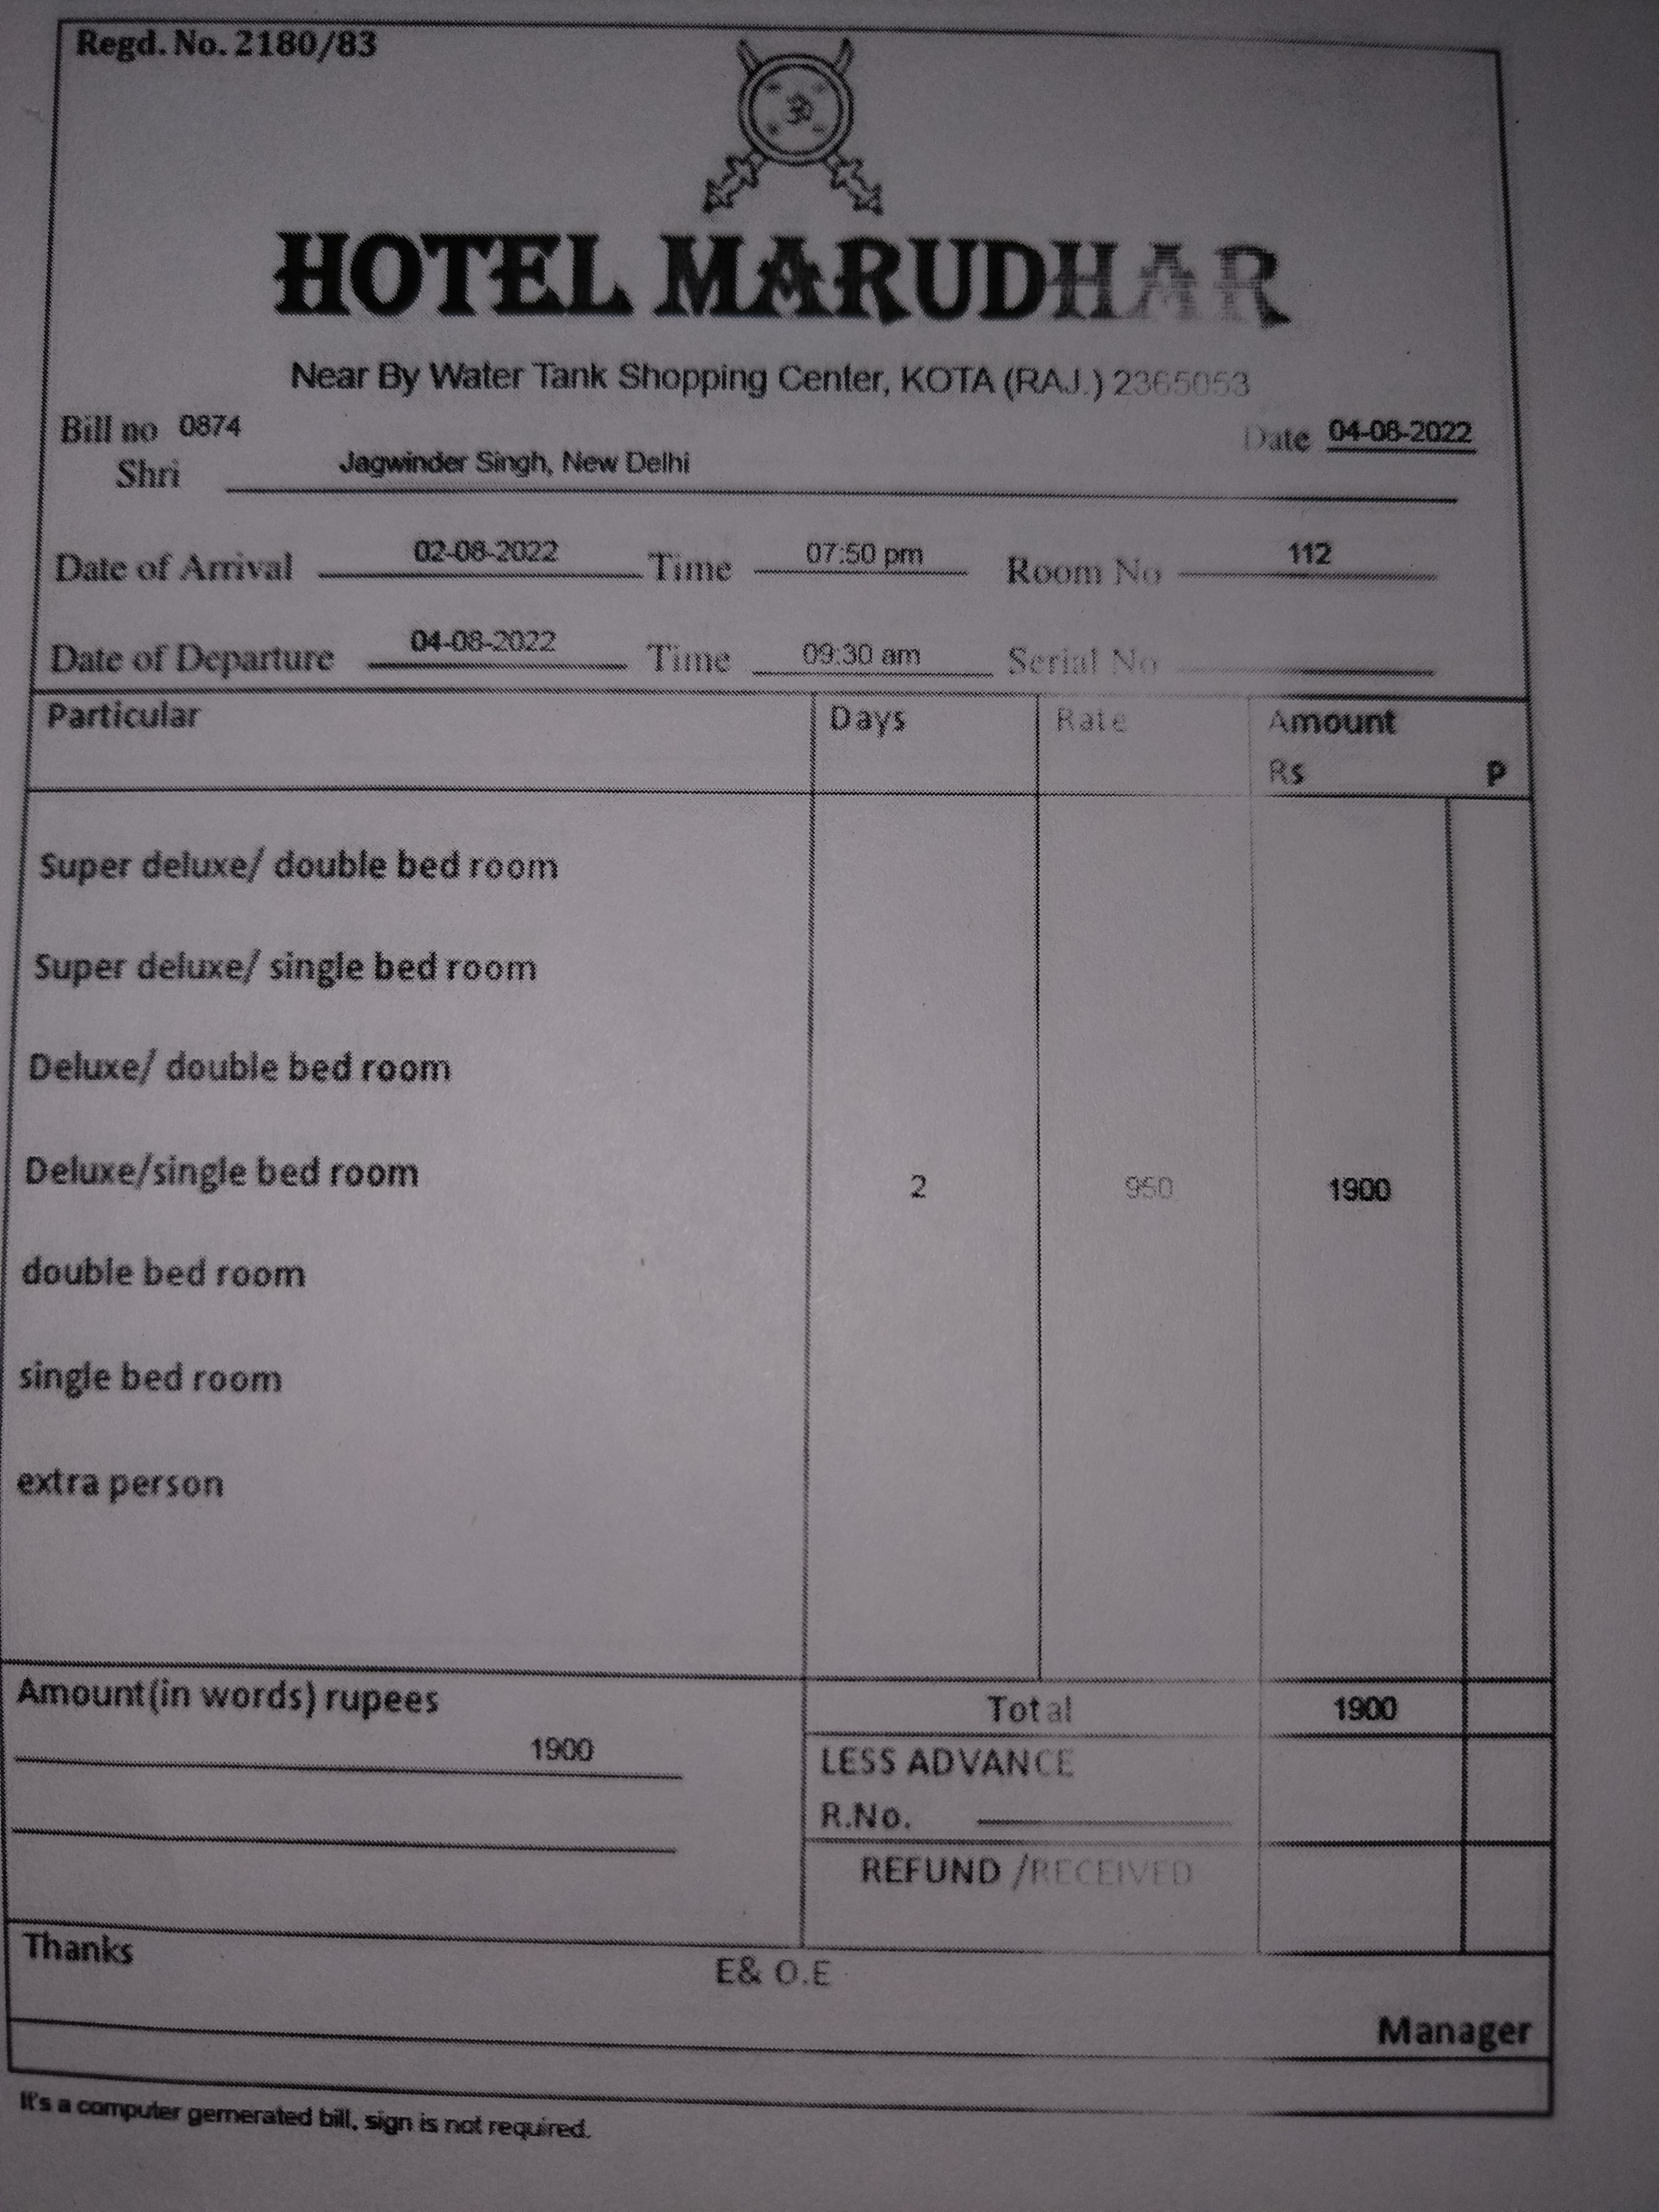 Regd. No. 2180/83
ॐ
HOTEL MARUDHAR
Near By Water Tank Shopping Center, KOTA (RAJ.) 2365053
Bill no 0874 Date 04-08-2022
Shri Jagwinder Singh, New Delhi
Date of Arrival 02-08-2022 Time 07:50 pm Room No 112
Date of Departure 04-08-2022 Time 09:30 am Serial No
Particular Days Rate Amount
Rs P
Super deluxe/ double bed room
Super deluxe/ single bed room
Deluxe/ double bed room
Deluxe/single bed room 2 950 1900
double bed room
single bed room
extra person
Amount(in words) rupees Total 1900
1900 LESS ADVANCE
R.No.
REFUND /RECEIVED
Thanks E& O.E
Manager
It's a computer gernerated bill, sign is not required.